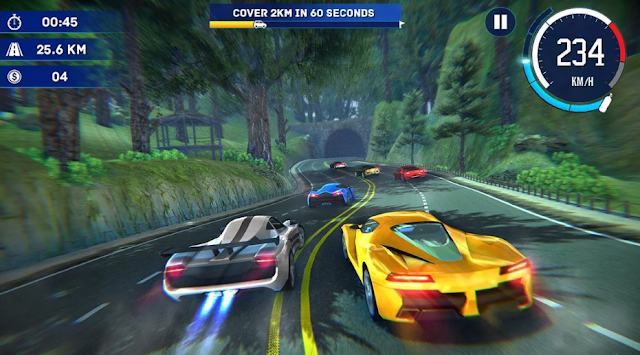 COVER 2KM IN 60 SECONDS
00:45
25.6 KM
$ 04
234
KM/H